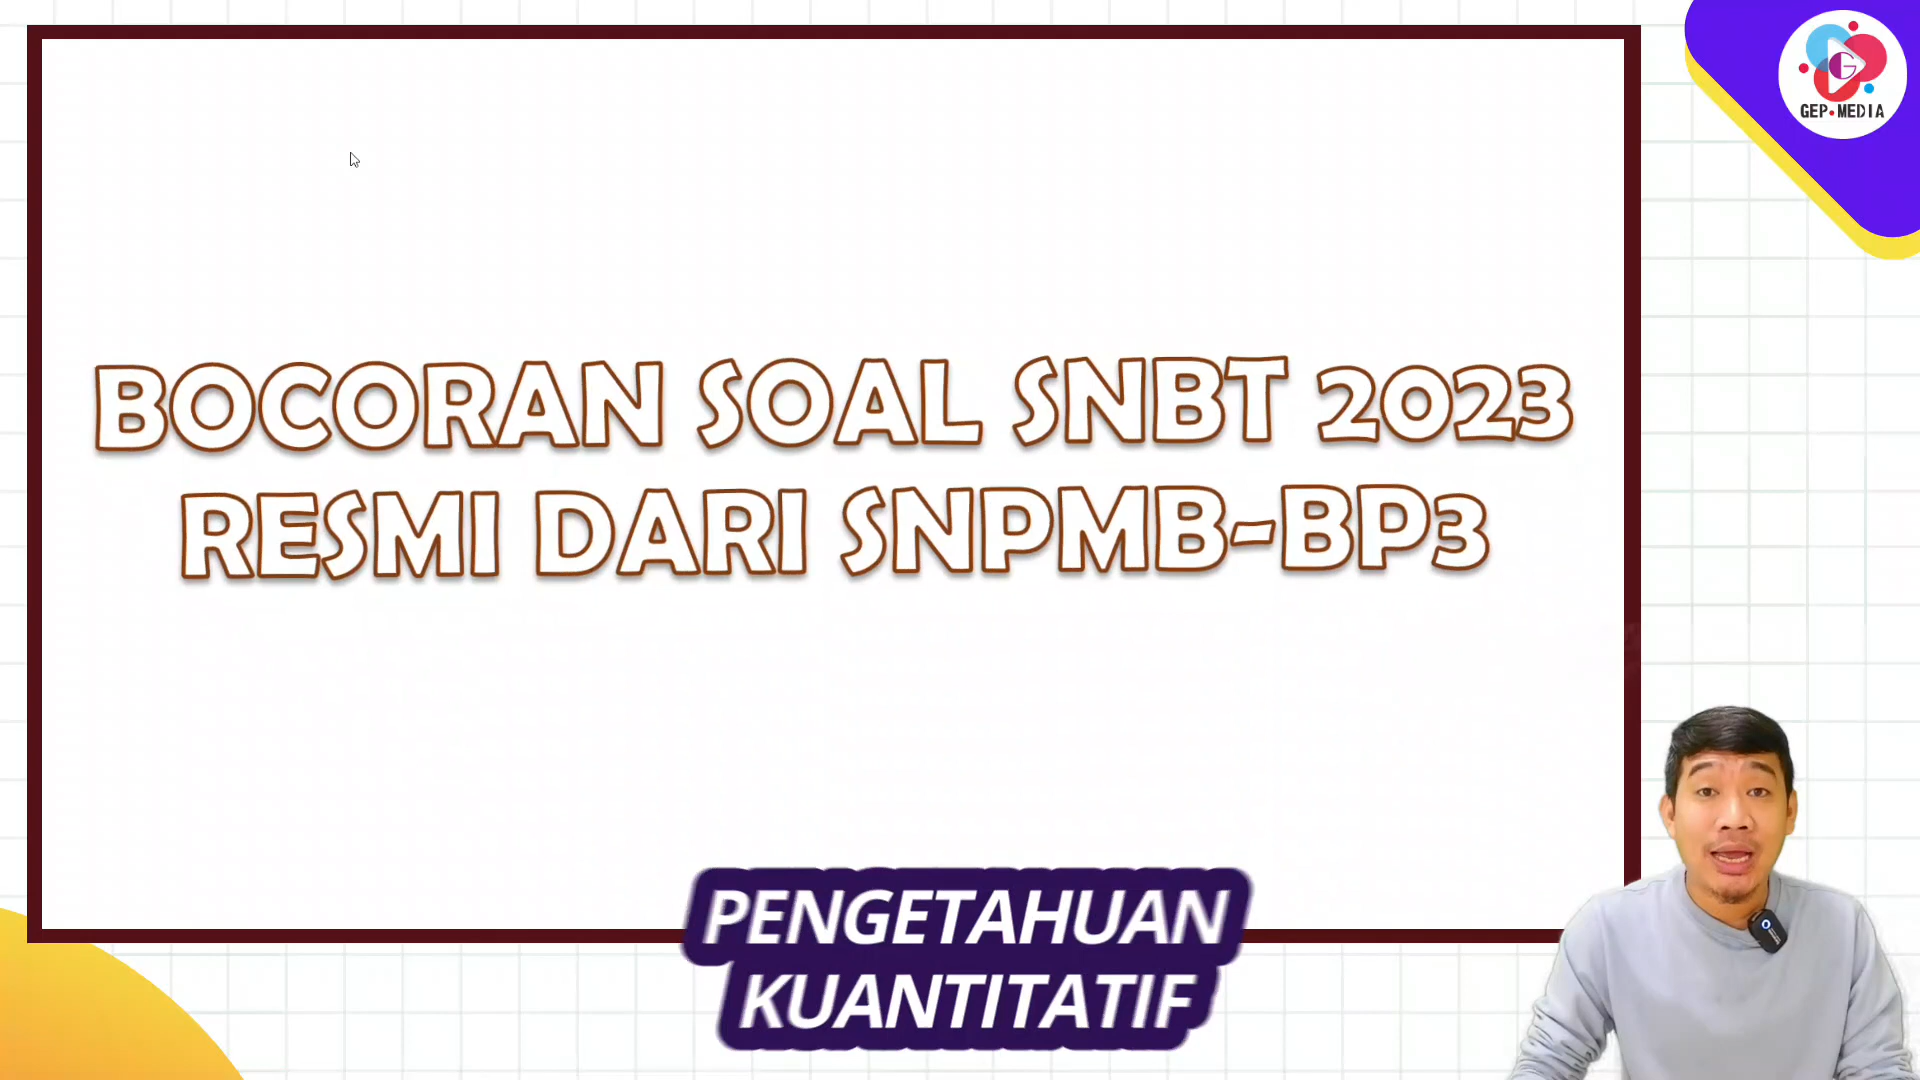 GEP•MEDIA
BOCORAN SOAL SNBT 2023
RESMI DARI SNPMB-BP3
PENGETAHUAN
KUANTITATIF